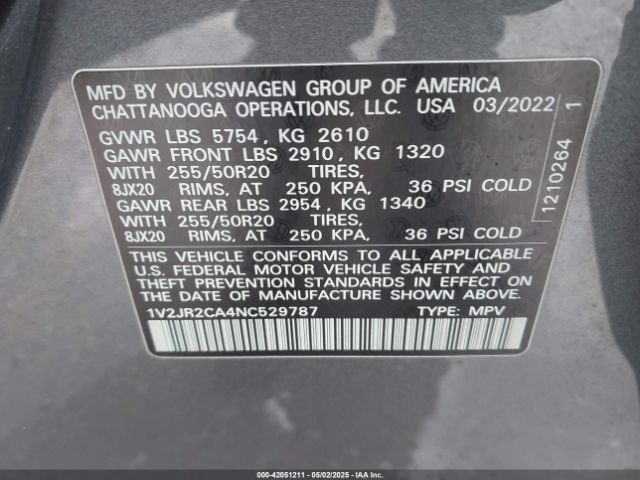 MFD BY VOLKSWAGEN GROUP OF AMERICA
CHATTANOOGA OPERATIONS, LLC. USA 03/2022
GVWR LBS 5754, KG 2610
GAWR FRONT LBS 2910, KG 1320
WITH 255/50R20 TIRES,
8JX20 RIMS, AT 250 KPA, 36 PSI COLD
GAWR REAR LBS 2954, KG 1340
WITH 255/50R20 TIRES,
8JX20 RIMS, AT 250 KPA, 36 PSI COLD
THIS VEHICLE CONFORMS TO ALL APPLICABLE
U.S. FEDERAL MOTOR VEHICLE SAFETY AND
THEFT PREVENTION STANDARDS IN EFFECT ON
THE DATE OF MANUFACTURE SHOWN ABOVE.
1V2JR2CA4NC529787 TYPE: MPV
1210264 1
000-42051211 - 05/02/2025 - IAA Inc.